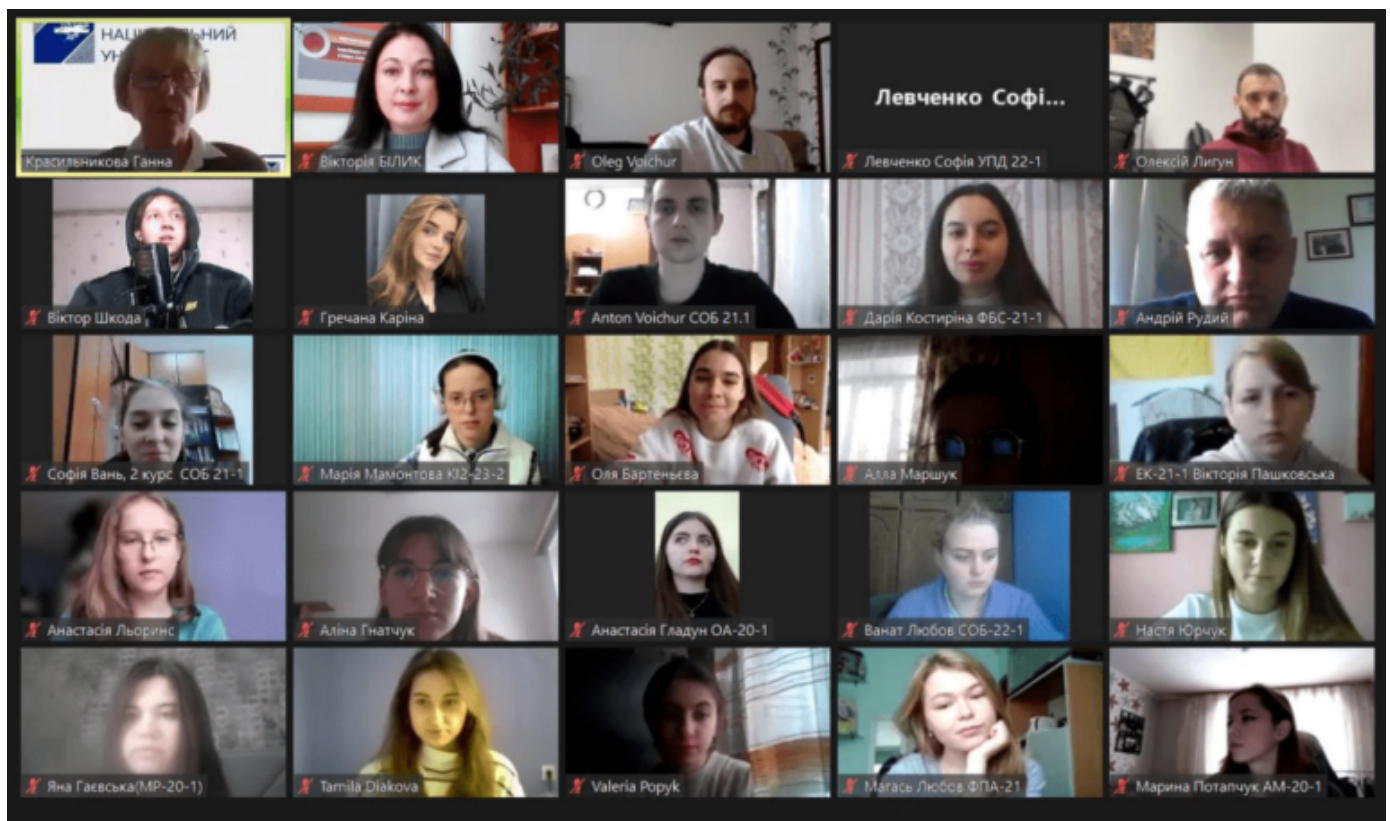 НАЦ
ЬНИЙ
УН
Красильникова Ганна
Вікторія БІЛИК
Oleg Voichur
Левченко Софі...
Левченко Софія УПД 22-1
Олексій Лигун
Віктор Шкода
Гречана Каріна
Anton Voichur СОБ 21.1
Дарія Костиріна ФБС-21-1
Андрій Рудий
Софія Вань, 2 курс СОБ 21-1
Марія Мамонтова КІ2-23-2
Оля Бартеньєва
Алла Маршук
ЕК-21-1 Вікторія Пашковська
Анастасія Льоринс
Аліна Гнатчук
Анастасія Гладун ОА-20-1
Ванат Любов СОБ-22-1
Настя Юрчук
Яна Гаєвська(МР-20-1)
Tamila Diakova
Valeria Popyk
Магась Любов ФПА-21
Марина Потапчук АМ-20-1